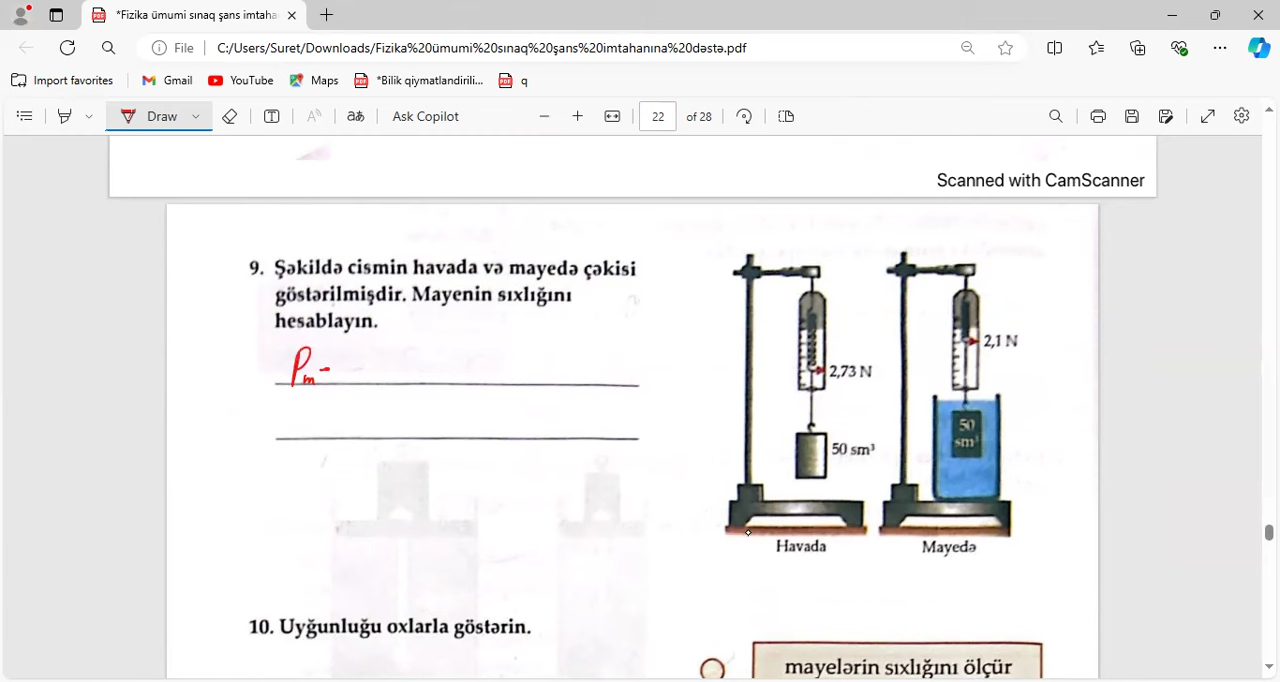 *Fizika ümumi sınaq şans imtaha
File
C:/Users/Suret/Downloads/Fizika%20ümumi%20sınaq%20şans%20imtahanına%20dəstə.pdf
Import favorites
Gmail
YouTube
Maps
*Bilik qiymatlandirili...
q
Draw
aあ
Ask Copilot
22
of 28
Scanned with CamScanner
9. Şəkildə cismin havada və mayedə çəkisi
göstərilmişdir. Mayenin sıxlığını
hesablayın.
Pm -
2,73 N
50 sm³
Havada
2,1 N
50
sm³
Mayedə
10. Uyğunluğu oxlarla göstərin.
mayelərin sıxlığını ölçür